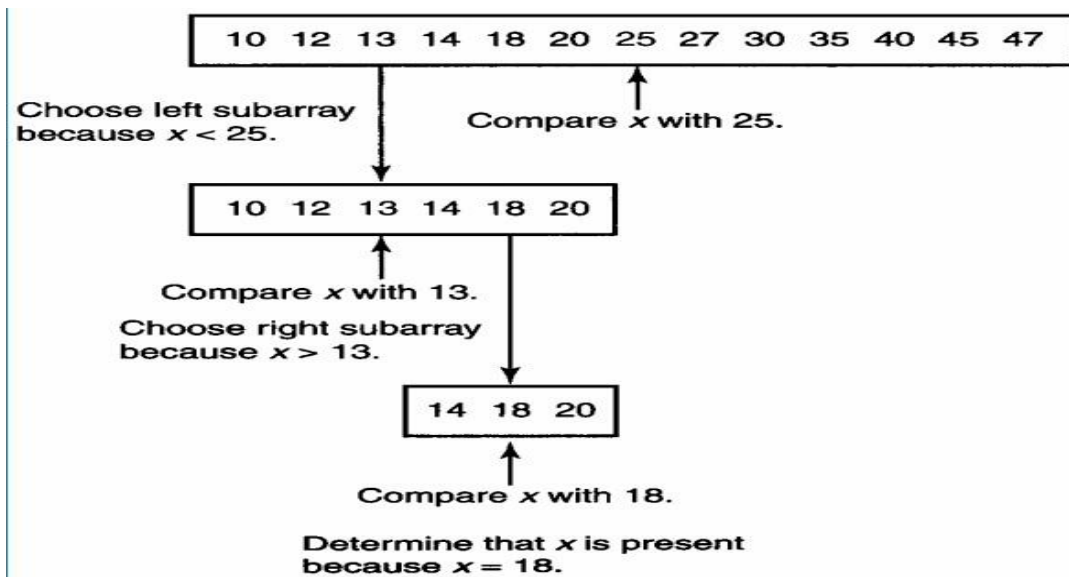 10 12 13 14 18 20 25 27 30 35 40 45 47
Choose left subarray
because x < 25.
Compare x with 25.
10 12 13 14 18 20
Compare x with 13.
Choose right subarray
because x > 13.
14 18 20
Compare x with 18.
Determine that x is present
because x = 18.